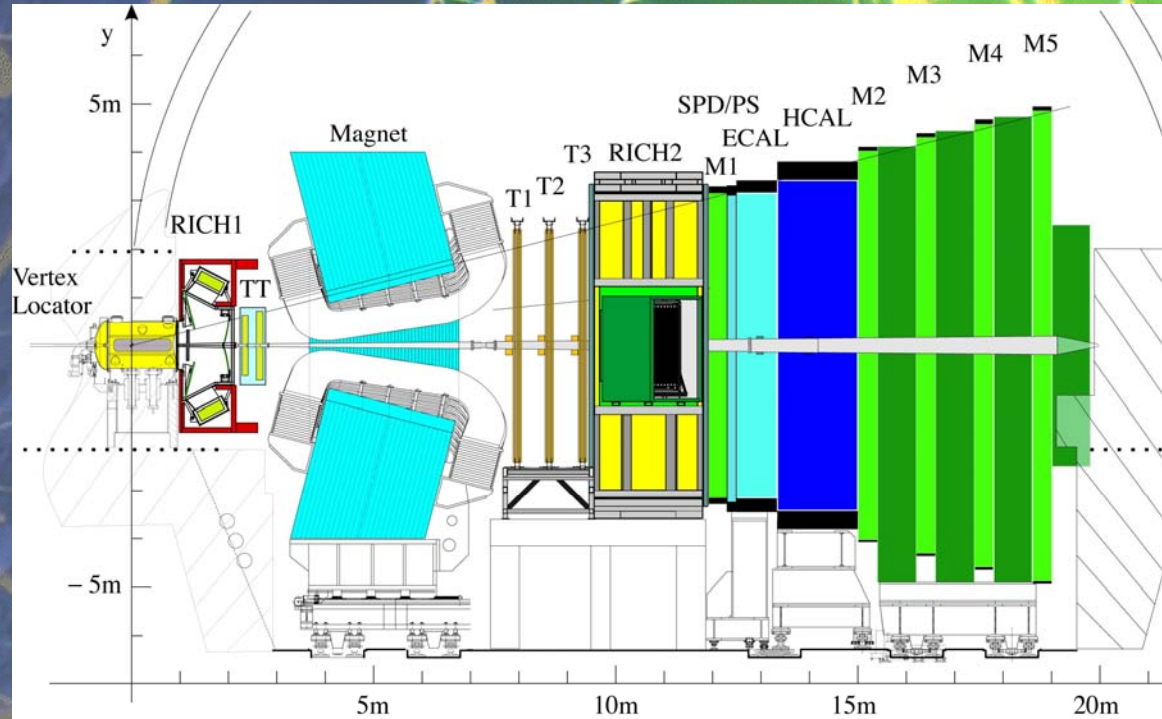 y
5m
− 5m
Vertex
Locator
RICH1
TT
Magnet
T1
T2
T3
RICH2
SPD/PS
M1
ECAL
HCAL
M2
M3
M4
M5
5m
10m
15m
20m